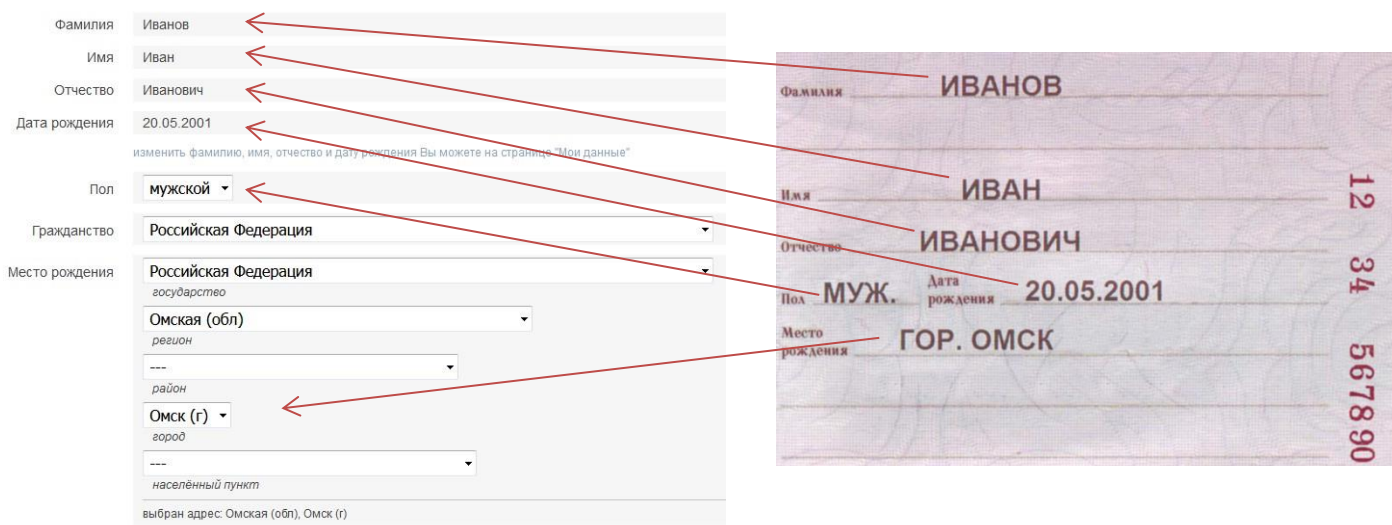 Фамилия Иванов
Имя Иван
Отчество Иванович
Дата рождения 20.05.2001
изменить фамилию, имя, отчество и дату рождения Вы можете на странице "Мои данные"
Пол мужской
Гражданство Российская Федерация
Место рождения Российская Федерация
государство
Омская (обл)
регион
---
район
Омск (г)
город
---
населённый пункт
выбран адрес: Омская (обл), Омск (г)
Фамилия ИВАНОВ
Имя ИВАН
Отчество ИВАНОВИЧ
Пол МУЖ. Дата рождения 20.05.2001
Место рождения ГОР. ОМСК
12 34 567890